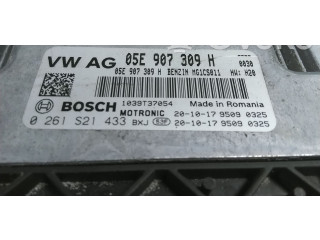 VW AG 05E 907 309 H
05E 907 309 H BENZIN MG1CS011 HW: H20
0030
BOSCH 1039T37054 Made in Romania
MOTRONIC 20-10-17 9509 0325
0 261 S21 433 BXJ 20-10-17 9509 0325